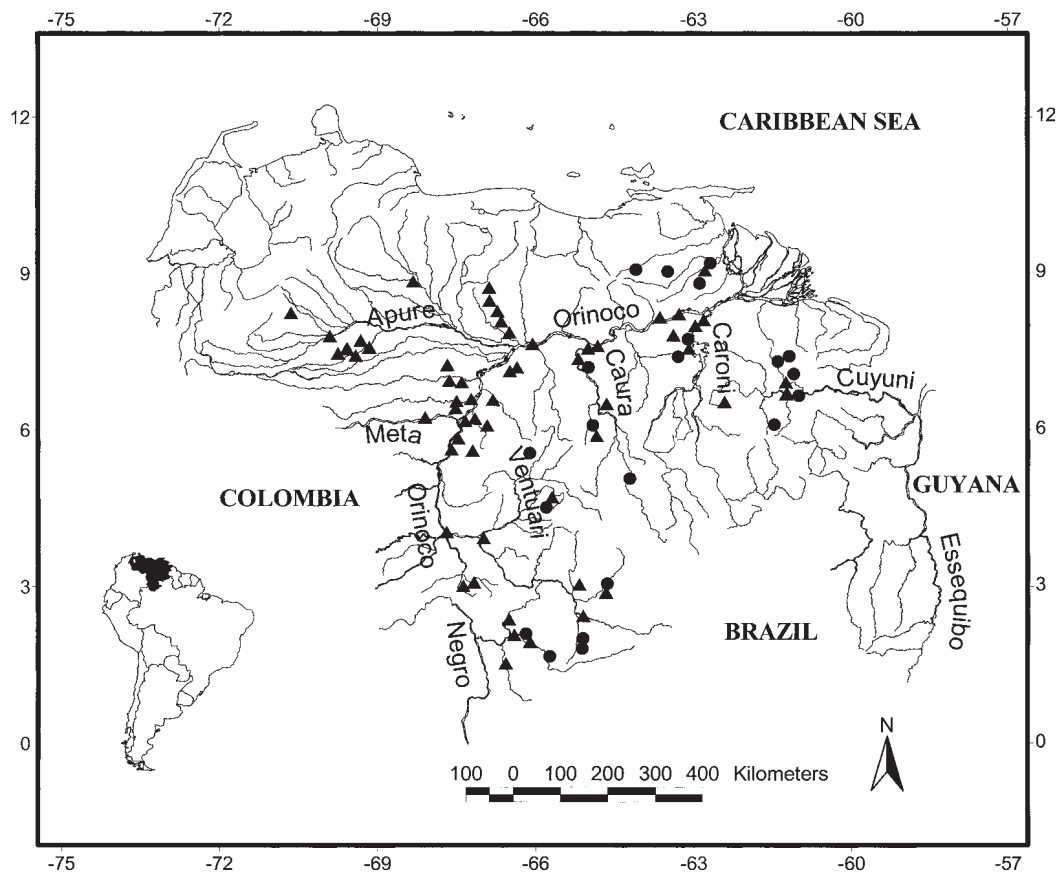 -75 -72 -69 -66 -63 -60 -57
12 CARIBBEAN SEA 12
9 9
Apure Orinoco
Caura Caroni Cuyuni
Meta
6 6
Ventuari
COLOMBIA Orinoco GUYANA
Essequibo
3 3
Negro BRAZIL
N
0 0
100 0 100 200 300 400 Kilometers
-75 -72 -69 -66 -63 -60 -57